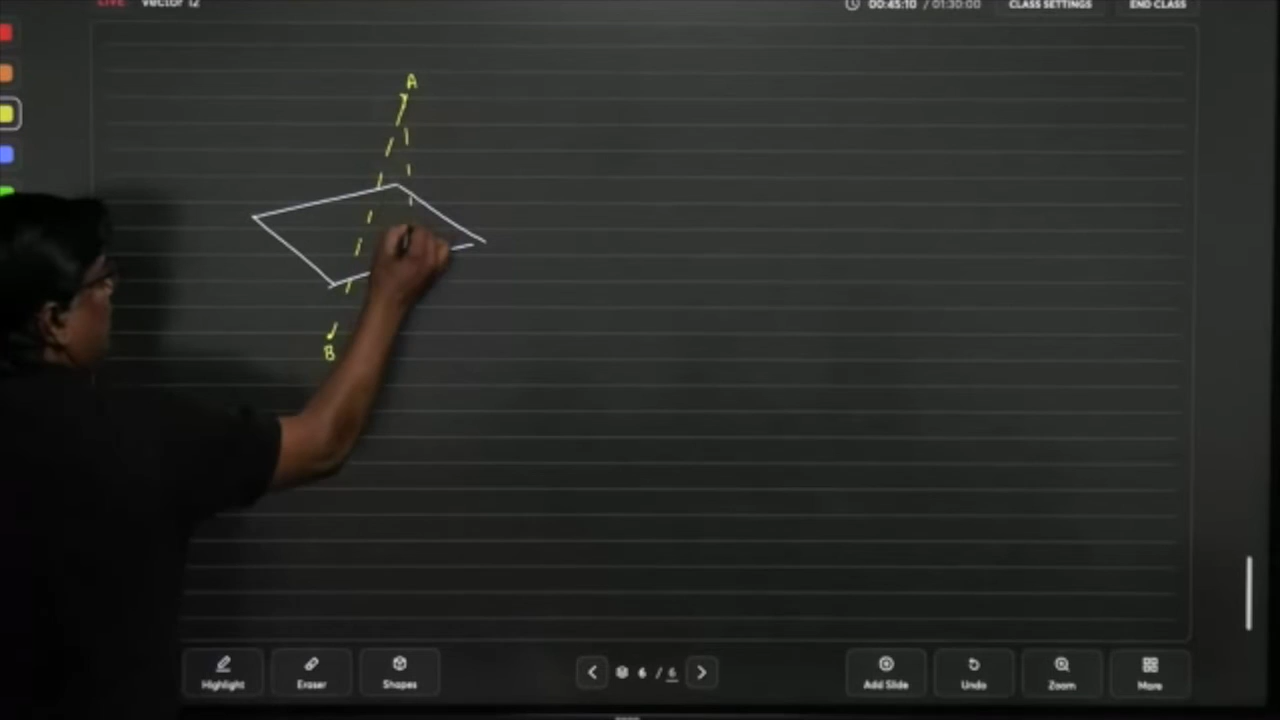 LIVE Vector 12 00:45:10 / 01:30:00 CLASS SETTINGS END CLASS
A
B
Highlight Eraser Shapes 6 / 6 Add Slide Undo Zoom More